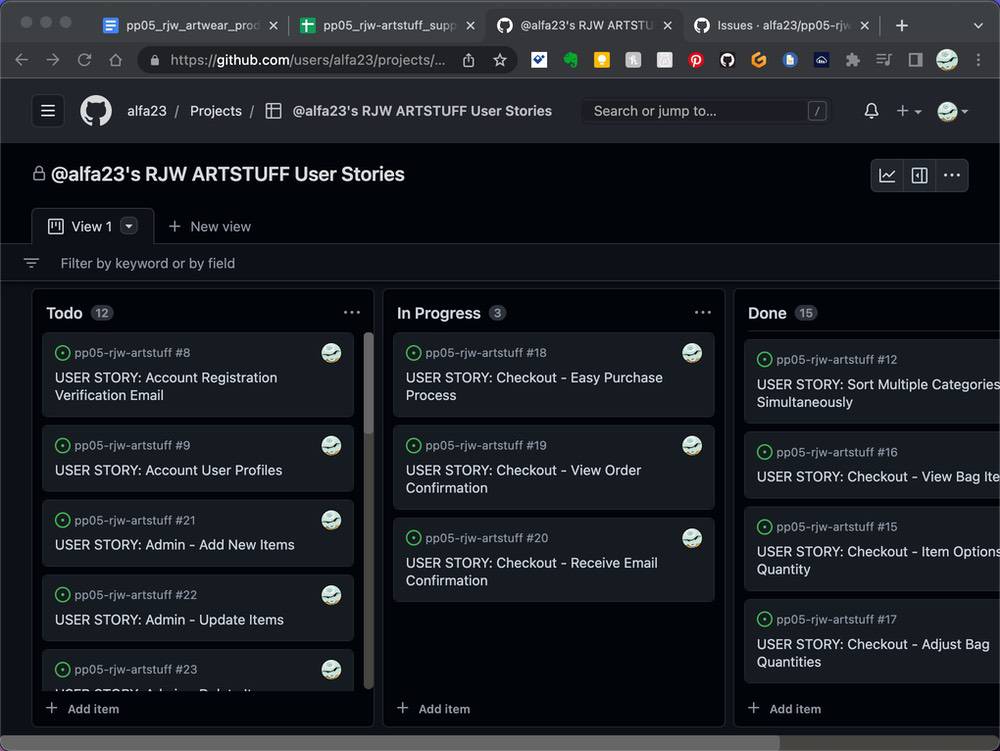 pp05_rjw_artwear_prod
pp05_rjw-artstuff_supp
@alfa23's RJW ARTSTU
Issues · alfa23/pp05-rjw
https://github.com/users/alfa23/projects/...
alfa23 / Projects / @alfa23's RJW ARTSTUFF User Stories
Search or jump to... /
@alfa23's RJW ARTSTUFF User Stories
View 1
New view
Filter by keyword or by field
Todo 12
pp05-rjw-artstuff #8
USER STORY: Account Registration
Verification Email
pp05-rjw-artstuff #9
USER STORY: Account User Profiles
pp05-rjw-artstuff #21
USER STORY: Admin - Add New Items
pp05-rjw-artstuff #22
USER STORY: Admin - Update Items
pp05-rjw-artstuff #23
Add item
In Progress 3
pp05-rjw-artstuff #18
USER STORY: Checkout - Easy Purchase
Process
pp05-rjw-artstuff #19
USER STORY: Checkout - View Order
Confirmation
pp05-rjw-artstuff #20
USER STORY: Checkout - Receive Email
Confirmation
Add item
Done 15
pp05-rjw-artstuff #12
USER STORY: Sort Multiple Categories
Simultaneously
pp05-rjw-artstuff #16
USER STORY: Checkout - View Bag Ite
pp05-rjw-artstuff #15
USER STORY: Checkout - Item Options
Quantity
pp05-rjw-artstuff #17
USER STORY: Checkout - Adjust Bag
Quantities
Add item